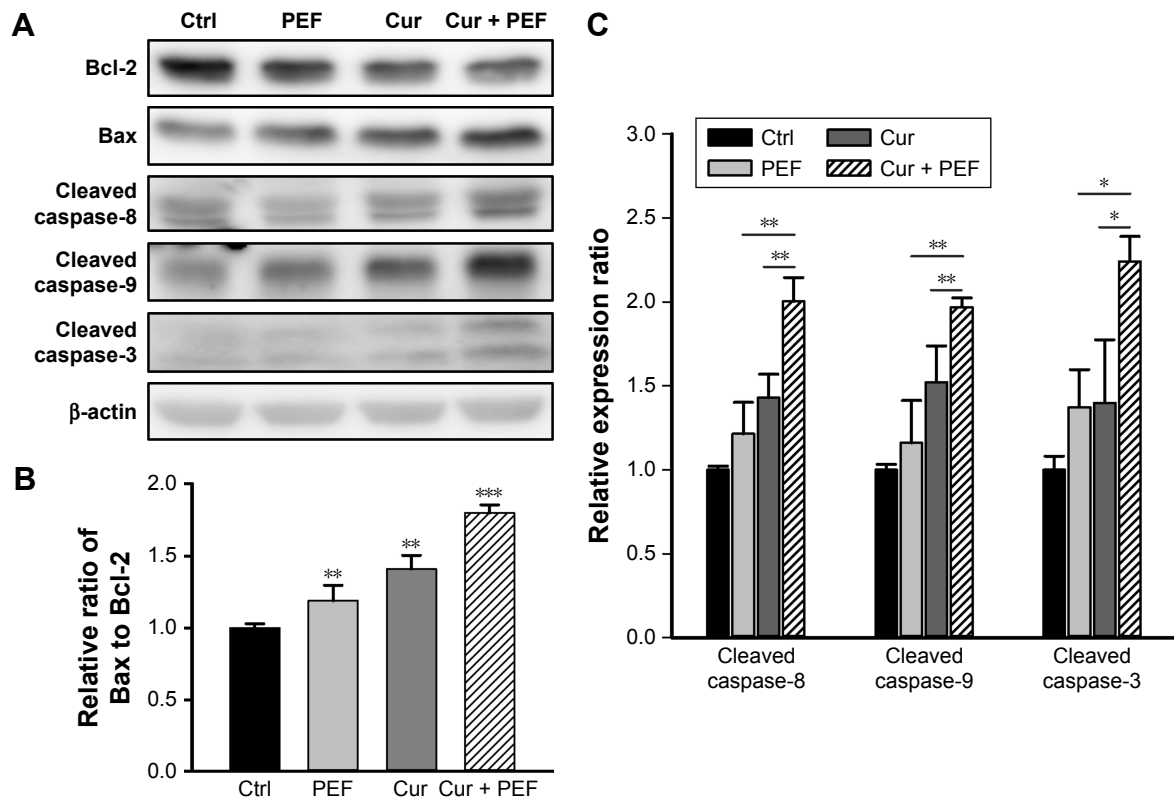 A
Ctrl PEF Cur Cur + PEF
Bcl-2
Bax
Cleaved
caspase-8
Cleaved
caspase-9
Cleaved
caspase-3
β-actin
B
Relative ratio of
Bax to Bcl-2
2.0
1.5
1.0
0.5
0.0
**
**
***
Ctrl PEF Cur Cur + PEF
C
Relative expression ratio
3.0
2.5
2.0
1.5
1.0
0.5
0.0
Ctrl Cur
PEF Cur + PEF
**
**
**
**
*
*
Cleaved
caspase-8
Cleaved
caspase-9
Cleaved
caspase-3